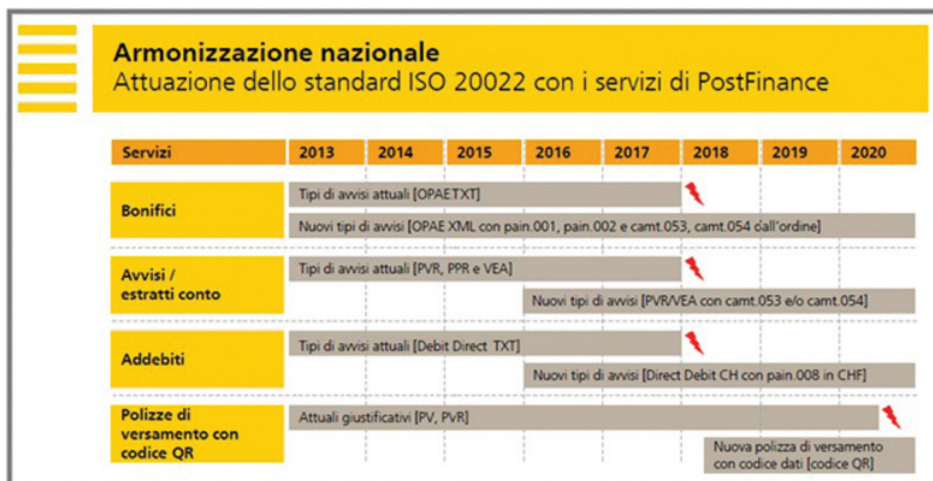 Armonizzazione nazionale
Attuazione dello standard ISO 20022 con i servizi di PostFinance
Servizi 2013 2014 2015 2016 2017 2018 2019 2020
Bonifici
Tipi di avvisi attuali [OPAE TXT]
Nuovi tipi di avvisi [OPAE XML con pain.001, pain.002 e camt.053, camt.054 dall'ordine]
Avvisi /
estratti conto
Tipi di avvisi attuali [PVR, PPR e VEA]
Nuovi tipi di avvisi [PVR/VEA con camt.053 e/o camt.054]
Addebiti
Tipi di avvisi attuali [Debit Direct TXT]
Nuovi tipi di avvisi [Direct Debit CH con pain.008 in CHF]
Polizze di
versamento con
codice QR
Attuali giustificativi [PV, PVR]
Nuova polizza di versamento
con codice dati [codice QR]